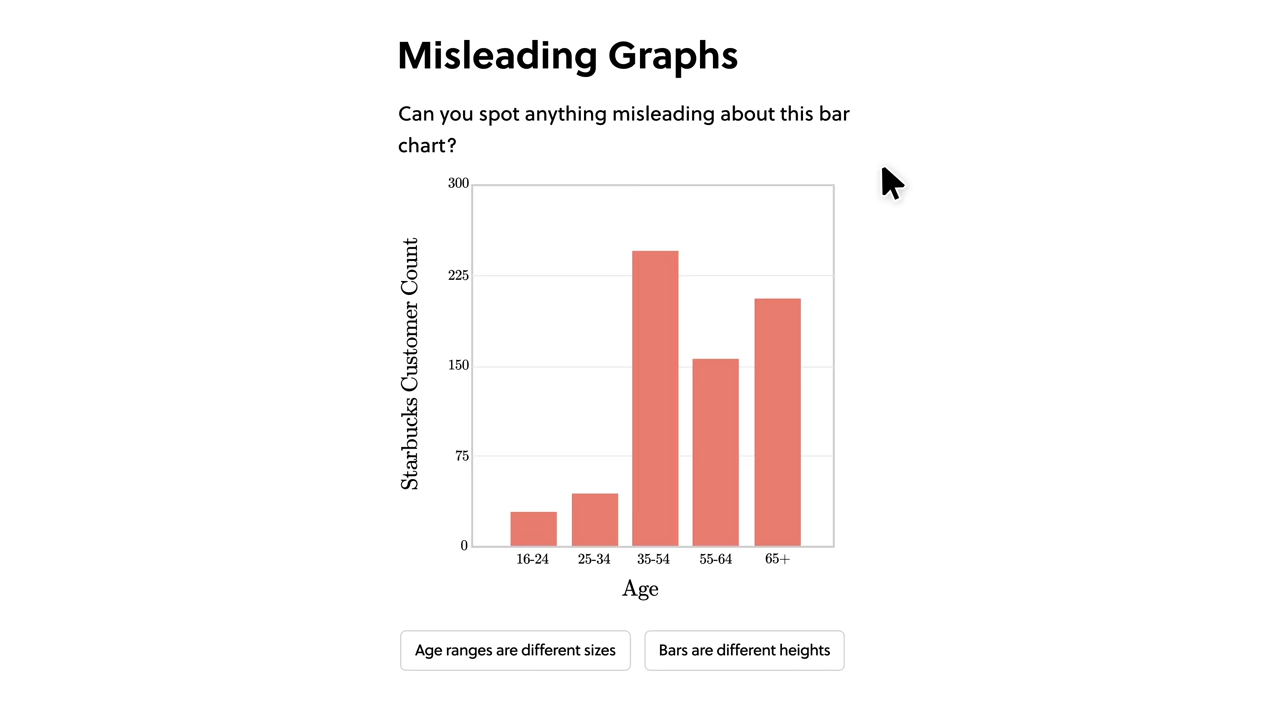 Misleading Graphs
Can you spot anything misleading about this bar
chart?
Starbucks Customer Count
300
225
150
75
0
16-24 25-34 35-54 55-64 65+
Age
Age ranges are different sizes
Bars are different heights